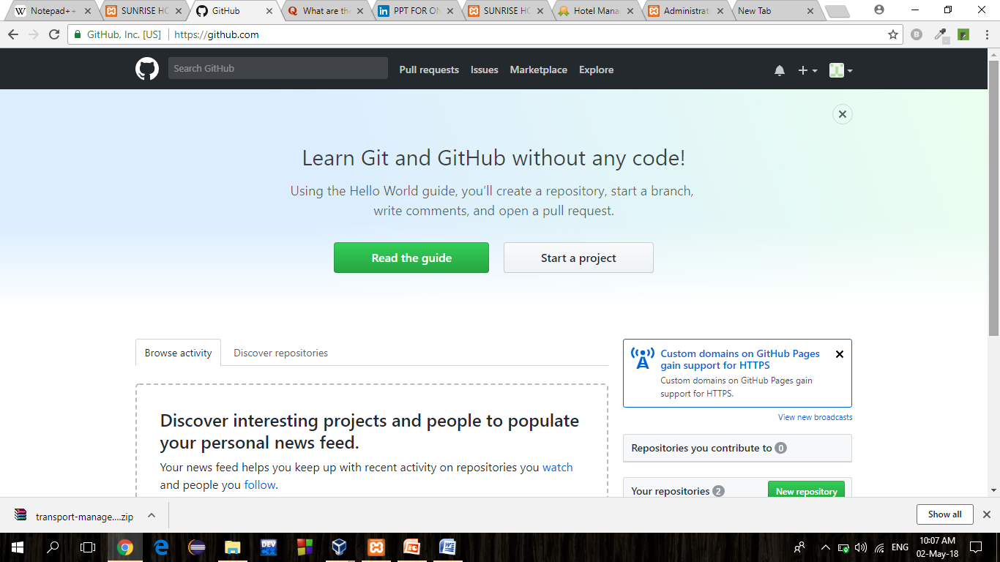 Notepad++
SUNRISE HO
GitHub
What are the
PPT FOR ON
SUNRISE HO
Hotel Mana
Administrat
New Tab
GitHub, Inc. [US]
https://github.com
Search GitHub
Pull requests
Issues
Marketplace
Explore
Learn Git and GitHub without any code!
Using the Hello World guide, you’ll create a repository, start a branch,
write comments, and open a pull request.
Read the guide
Start a project
Browse activity
Discover repositories
Discover interesting projects and people to populate
your personal news feed.
Your news feed helps you keep up with recent activity on repositories you watch
and people you follow.
Custom domains on GitHub Pages
gain support for HTTPS
Custom domains on GitHub Pages gain
support for HTTPS.
View new broadcasts
Repositories you contribute to 0
Your repositories 2
New repository
transport-manage....zip
Show all
DEV
ENG
10:07 AM
02-May-18